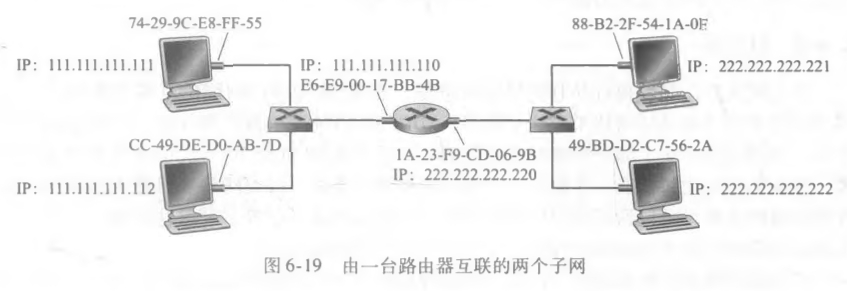 74-29-9C-E8-FF-55
88-B2-2F-54-1A-0F
IP: 111.111.111.111
IP: 111.111.111.110
IP: 222.222.222.221
E6-E9-00-17-BB-4B
CC-49-DE-D0-AB-7D
1A-23-F9-CD-06-9B
49-BD-D2-C7-56-2A
IP: 111.111.111.112
IP: 222.222.222.220
IP: 222.222.222.222
图 6-19 由一台路由器互联的两个子网